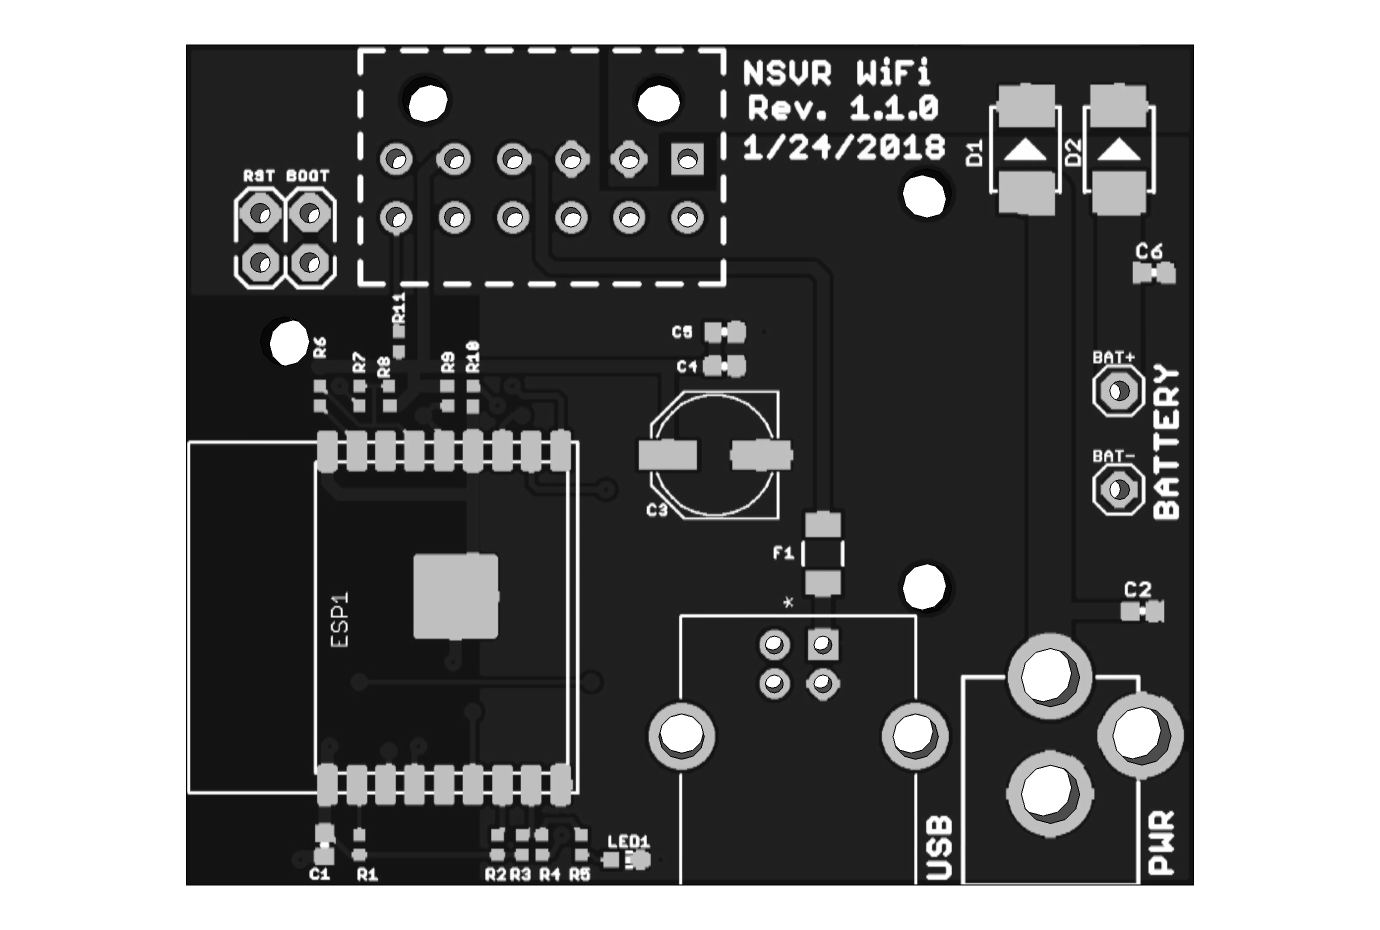 NSVR WiFi
Rev. 1.1.0
1/24/2018
D1
D2
RST BOOT
C6
R11
C5
R6
R7
R8
R9
R10
C4
BAT+
BATTERY
BAT-
C3
F1
*
ESP1
C2
USB
PWR
LED1
C1
R1
R2
R3
R4
R5